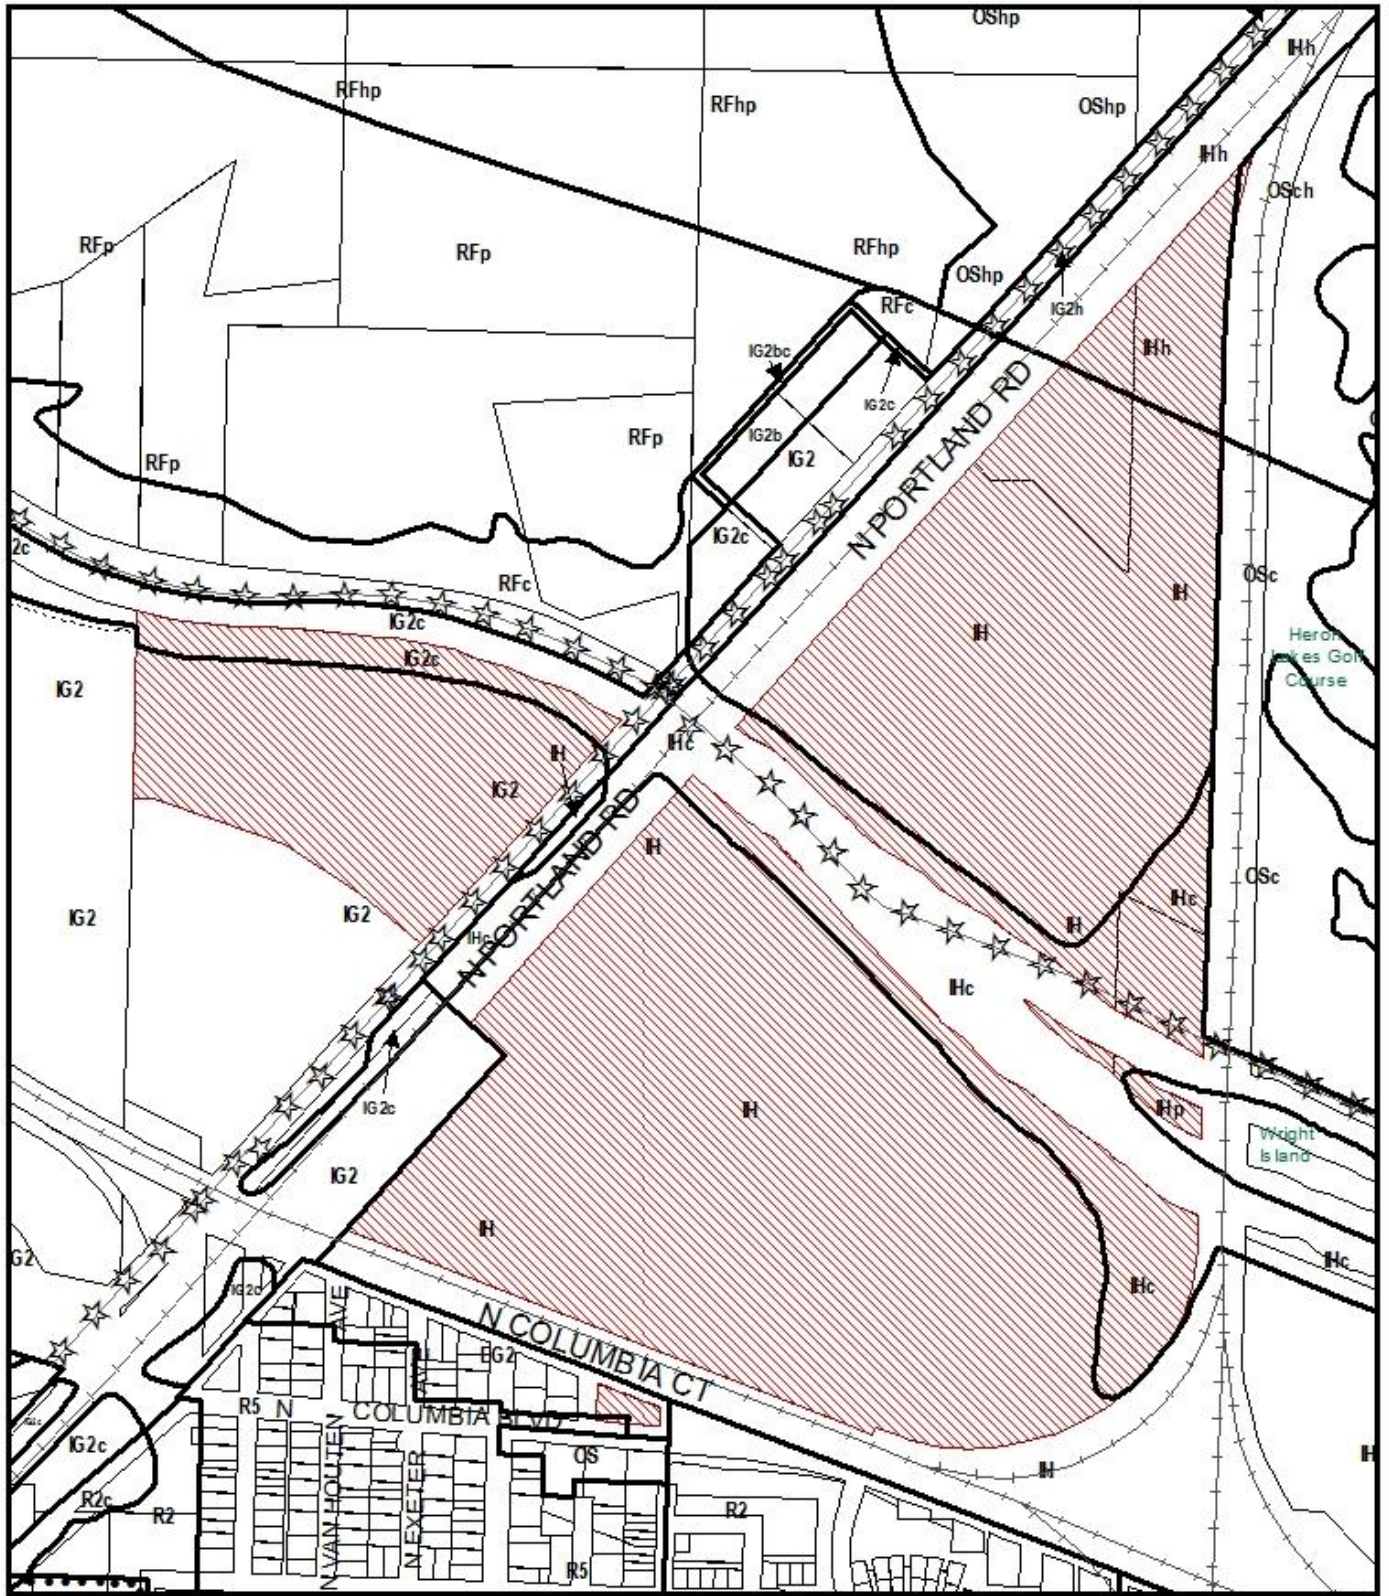 OShp
IHh
RFhp
RFhp
OShp
IHh
OSch
RFp
RFp
RFhp
OShp
RFc
IG2h
IG2bc
IHh
IG2c
N PORTLAND RD
RFp
IG2b
IG2
RFp
IG2c
2c
RFc
OSc
IH
IG2c
IH
Heron
Lakes Golf
Course
IG2c
IG2
IHc
IH
IG2
N PORTLAND RD
IH
OSc
IHc
IG2
IG2
IH
IHc
IHc
IH
IHp
IG2c
Wright
Island
IG2
IH
G2
IHc
IG2c
IHc
AVE
N COLUMBIA CT
AVE
EG2
R5
N
COLUMBIA BLVD
IG2c
OS
IH
N VAN HOUTEN
N EXETER
R2c
R2
R2
R5